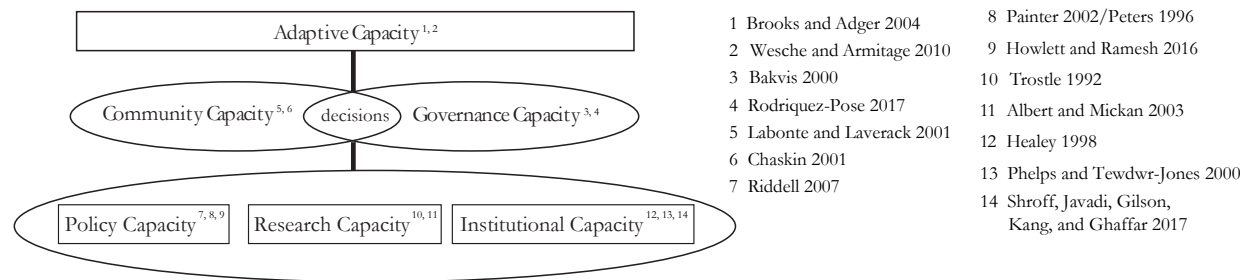 Adaptive Capacity 1, 2
Community Capacity 5, 6
decisions
Governance Capacity 3, 4
Policy Capacity 7, 8, 9
Research Capacity 10, 11
Institutional Capacity 12, 13, 14
1 Brooks and Adger 2004
2 Wesche and Armitage 2010
3 Bakvis 2000
4 Rodriquez-Pose 2017
5 Labonte and Laverack 2001
6 Chaskin 2001
7 Riddell 2007
8 Painter 2002/Peters 1996
9 Howlett and Ramesh 2016
10 Trostle 1992
11 Albert and Mickan 2003
12 Healey 1998
13 Phelps and Tewdwr-Jones 2000
14 Shroff, Javadi, Gilson,
Kang, and Ghaffar 2017